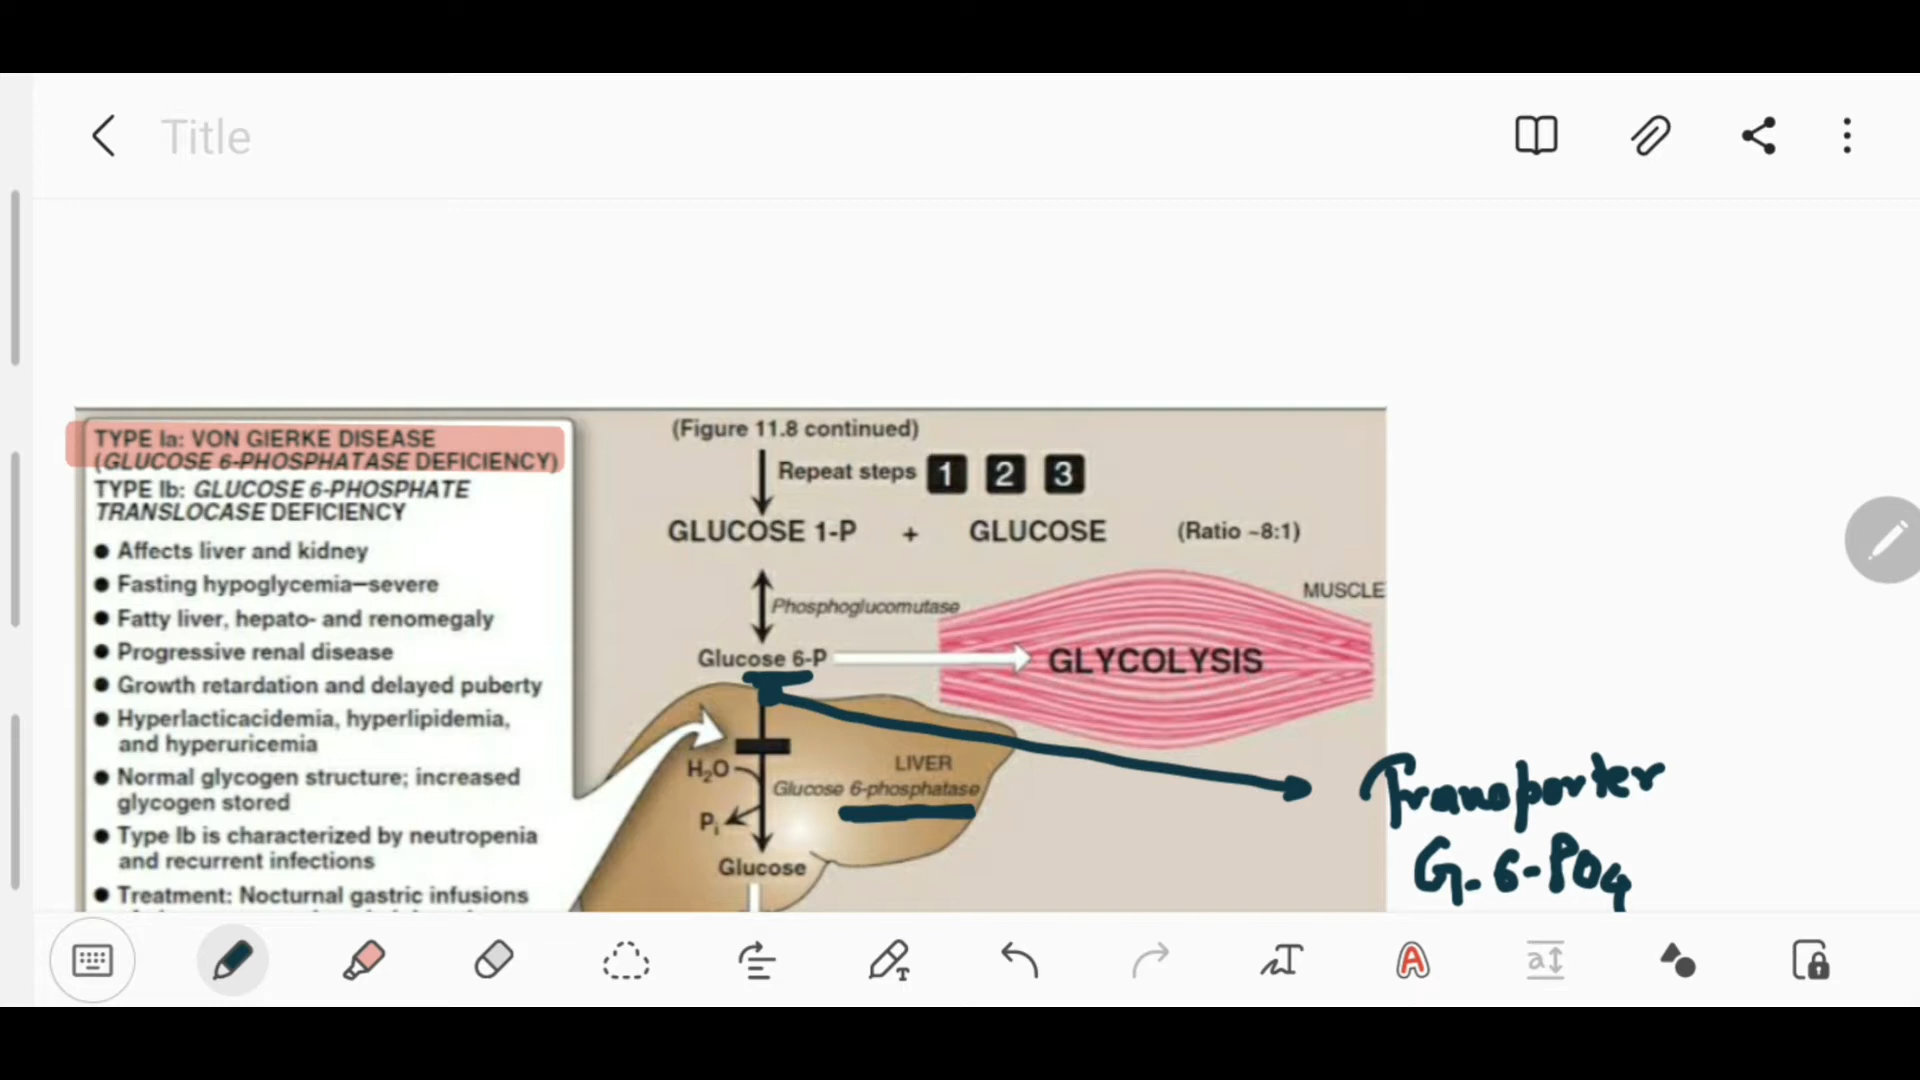 Title
TYPE Ia: VON GIERKE DISEASE
(GLUCOSE 6-PHOSPHATASE DEFICIENCY)
TYPE Ib: GLUCOSE 6-PHOSPHATE
TRANSLOCASE DEFICIENCY
● Affects liver and kidney
● Fasting hypoglycemia—severe
● Fatty liver, hepato- and renomegaly
● Progressive renal disease
● Growth retardation and delayed puberty
● Hyperlacticacidemia, hyperlipidemia,
and hyperuricemia
● Normal glycogen structure; increased
glycogen stored
● Type Ib is characterized by neutropenia
and recurrent infections
● Treatment: Nocturnal gastric infusions
(Figure 11.8 continued)
Repeat steps 1 2 3
GLUCOSE 1-P + GLUCOSE (Ratio ~8:1)
Phosphoglucomutase
MUSCLE
Glucose 6-P
GLYCOLYSIS
LIVER
H₂O
Glucose 6-phosphatase
Pi
Glucose
Transporter
G-6-PO4
T
T
A
a